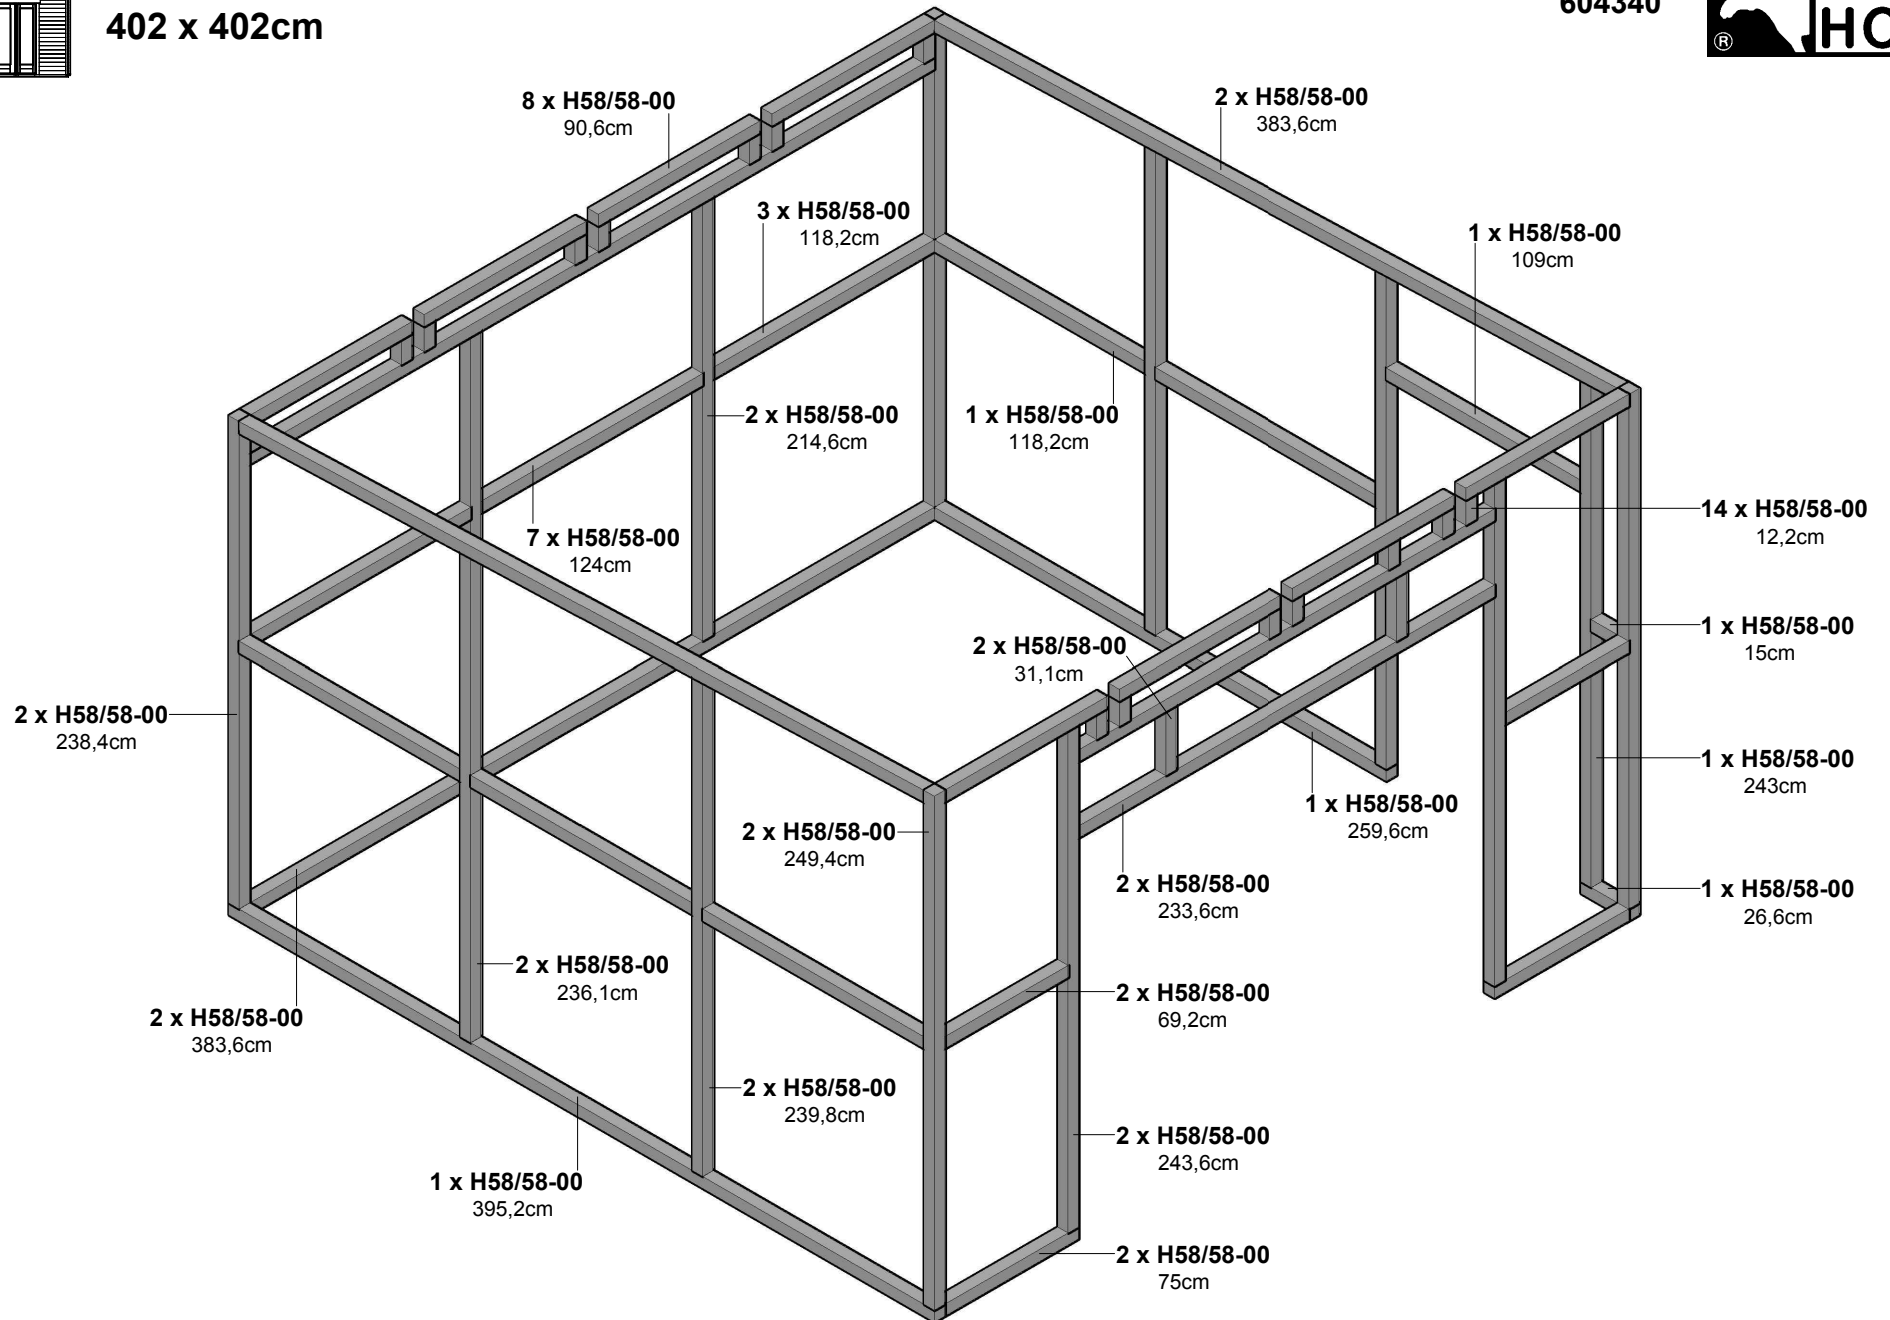 402 x 402cm
604340
®
HO
8 x H58/58-00
90,6cm
2 x H58/58-00
383,6cm
3 x H58/58-00
118,2cm
1 x H58/58-00
109cm
2 x H58/58-00
214,6cm
1 x H58/58-00
118,2cm
14 x H58/58-00
12,2cm
7 x H58/58-00
124cm
1 x H58/58-00
15cm
2 x H58/58-00
31,1cm
2 x H58/58-00
238,4cm
1 x H58/58-00
243cm
1 x H58/58-00
259,6cm
2 x H58/58-00
249,4cm
2 x H58/58-00
233,6cm
1 x H58/58-00
26,6cm
2 x H58/58-00
236,1cm
2 x H58/58-00
69,2cm
2 x H58/58-00
383,6cm
2 x H58/58-00
239,8cm
2 x H58/58-00
243,6cm
1 x H58/58-00
395,2cm
2 x H58/58-00
75cm